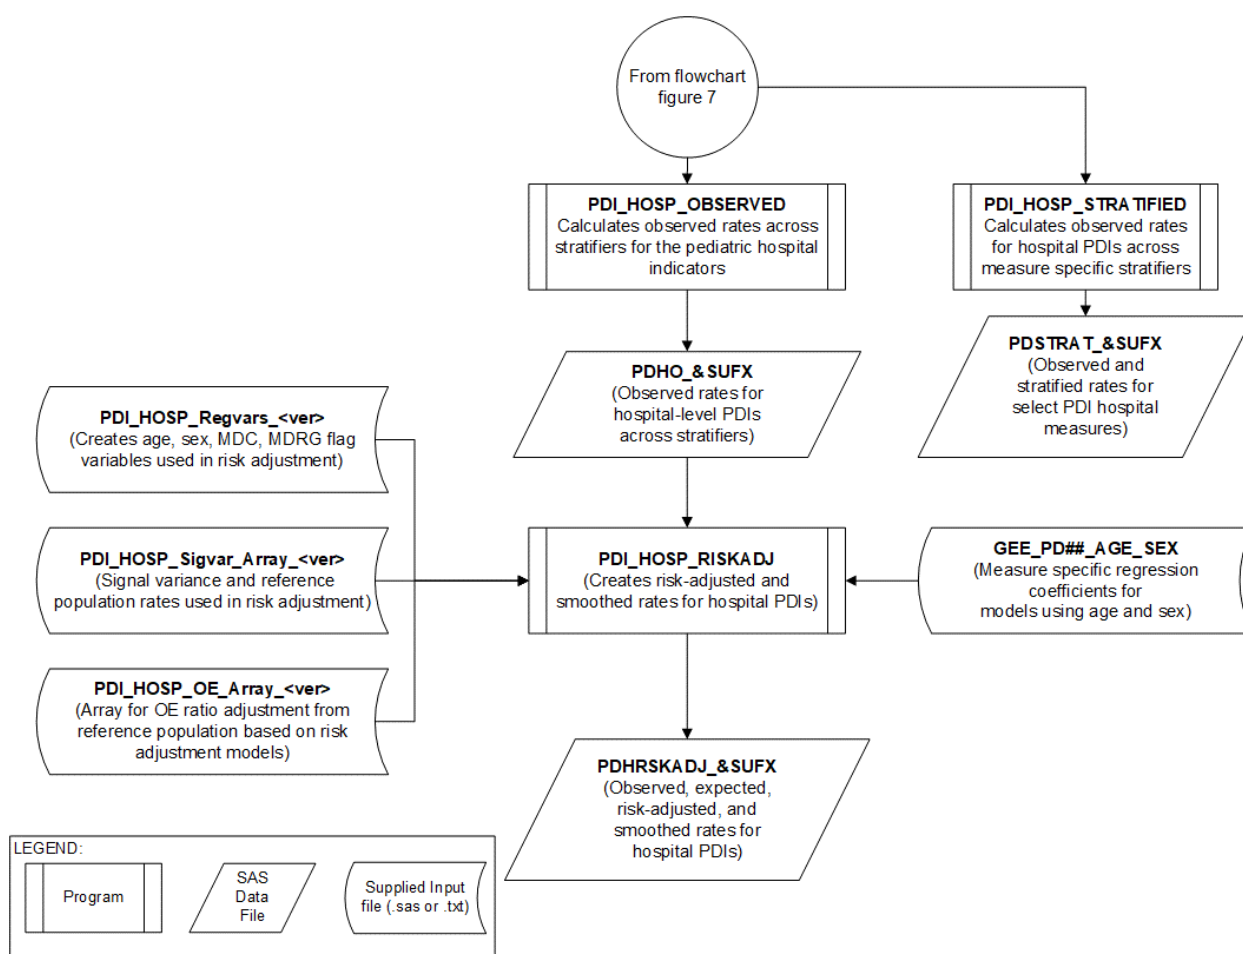 From flowchart
figure 7
PDI_HOSP_OBSERVED
Calculates observed rates across
stratifiers for the pediatric hospital
indicators
PDI_HOSP_STRATIFIED
Calculates observed rates
for hospital PDIs across
measure specific stratifiers
PDHO_&SUFX
(Observed rates for
hospital-level PDIs
across stratifiers)
PDSTRAT_&SUFX
(Observed and
stratified rates for
select PDI hospital
measures)
PDI_HOSP_Regvars_<ver>
(Creates age, sex, MDC, MDRG flag
variables used in risk adjustment)
PDI_HOSP_Sigvar_Array_<ver>
(Signal variance and reference
population rates used in risk adjustment)
PDI_HOSP_OE_Array_<ver>
(Array for OE ratio adjustment from
reference population based on risk
adjustment models)
PDI_HOSP_RISKADJ
(Creates risk-adjusted and
smoothed rates for hospital PDIs)
GEE_PD##_AGE_SEX
(Measure specific regression
coefficients for
models using age and sex)
PDHRSKADJ_&SUFX
(Observed, expected,
risk-adjusted, and
smoothed rates for
hospital PDIs)
LEGEND:
Program
SAS
Data
File
Supplied Input
file (.sas or .txt)